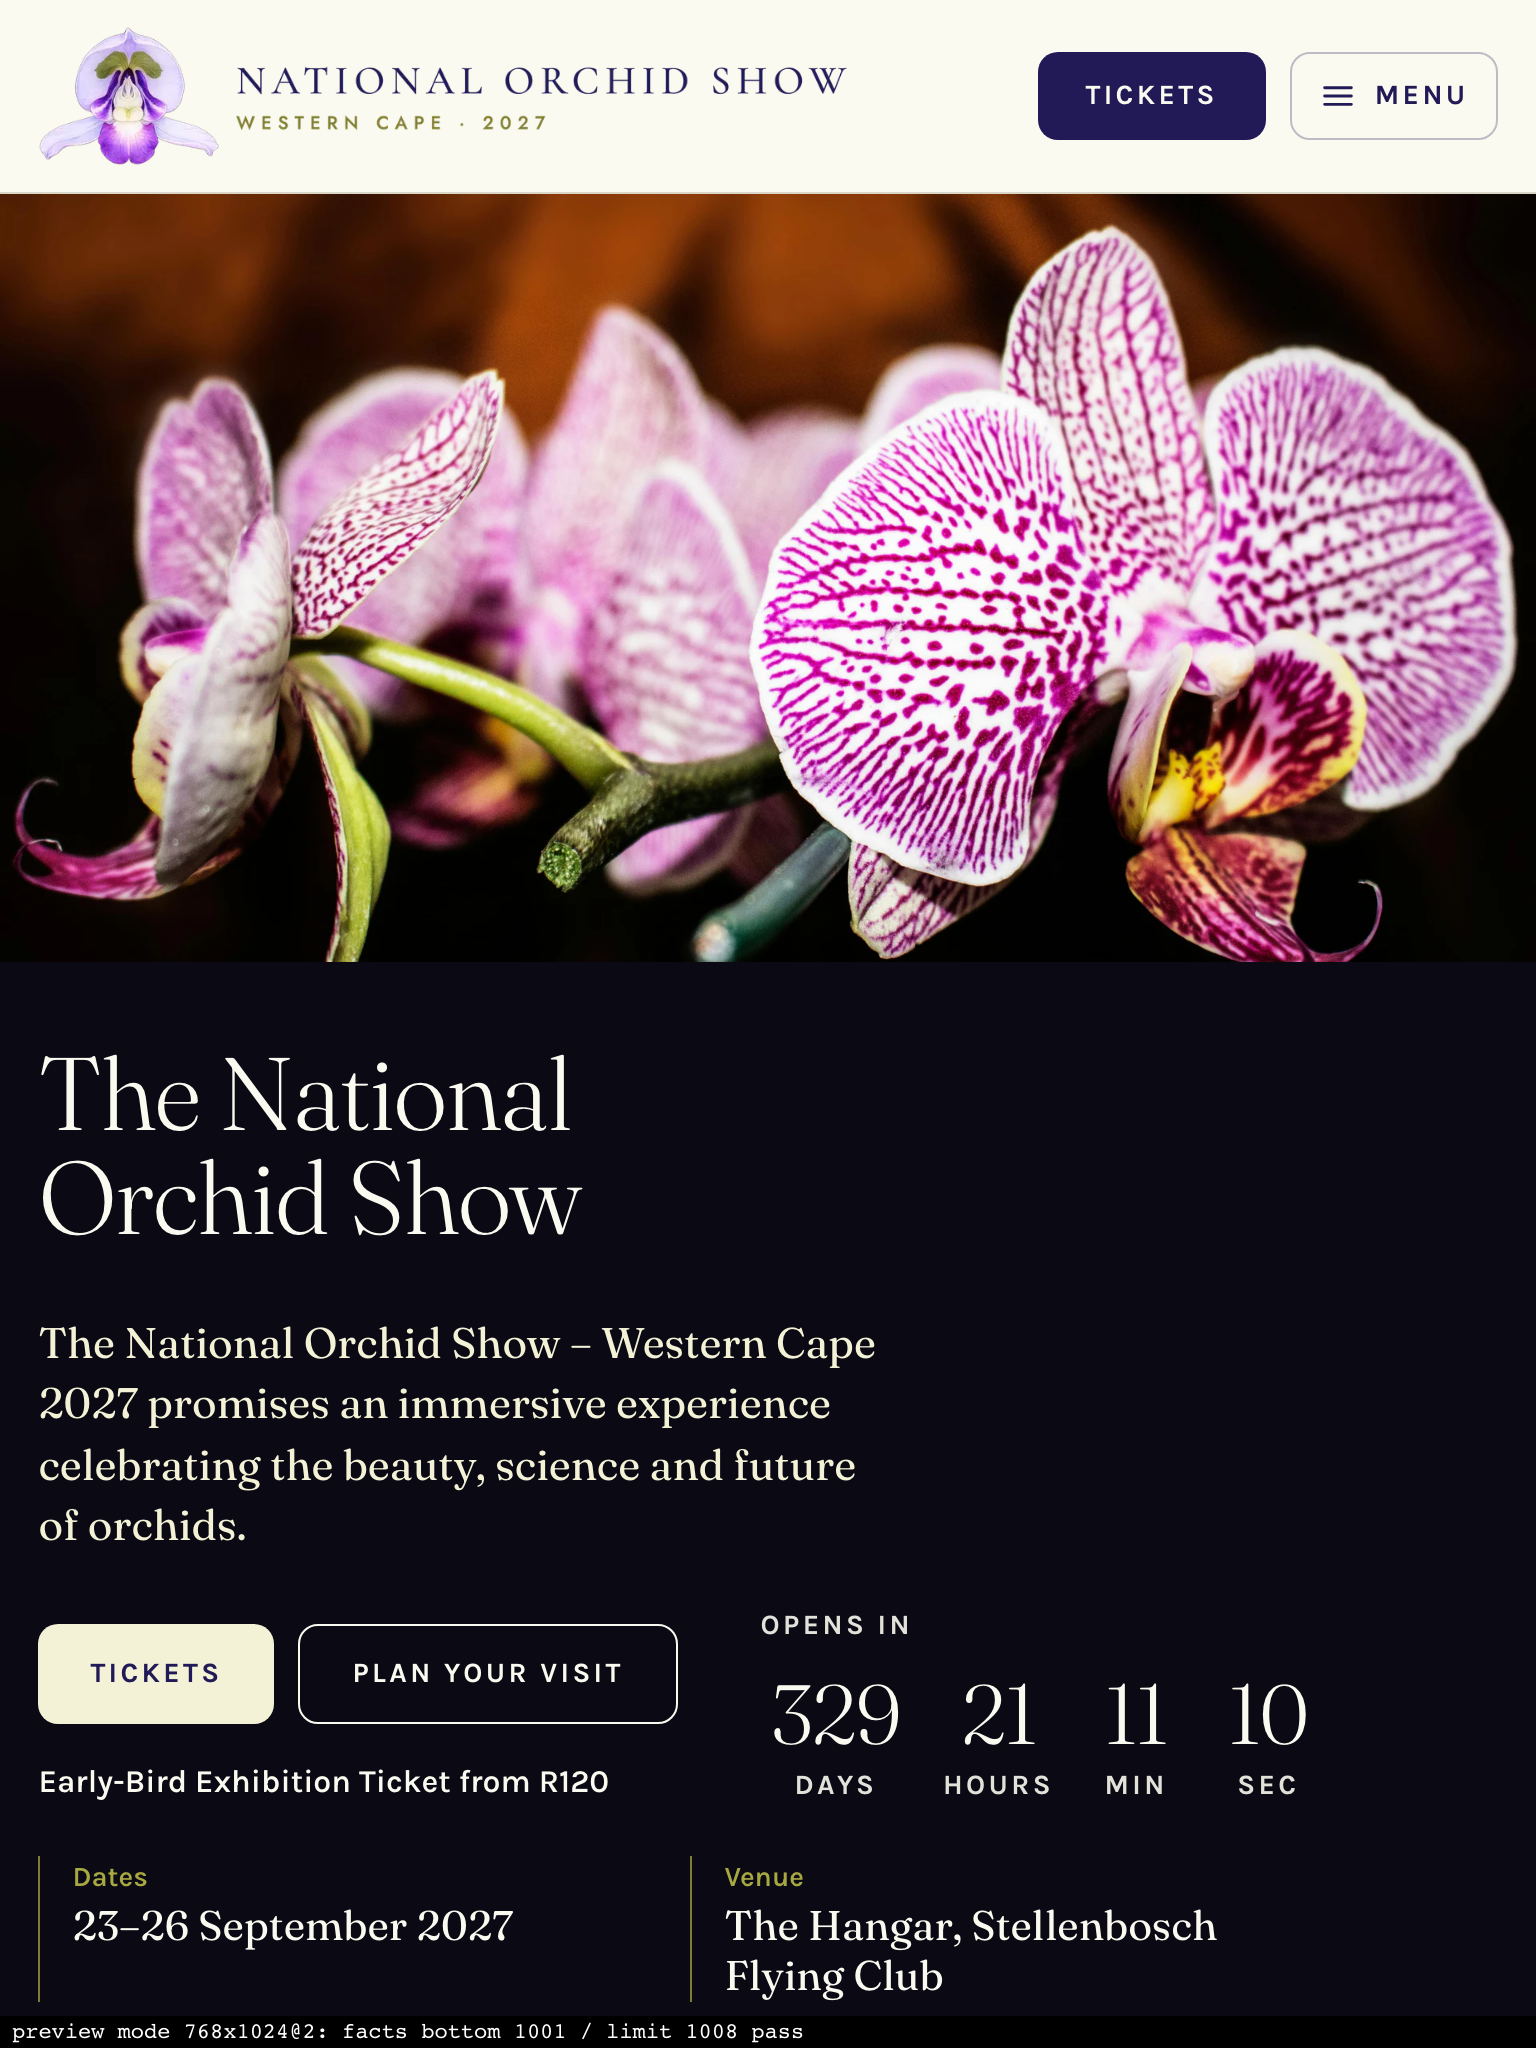 NATIONAL ORCHID SHOW
WESTERN CAPE · 2027
TICKETS
MENU
The National
Orchid Show
The National Orchid Show – Western Cape
2027 promises an immersive experience
celebrating the beauty, science and future
of orchids.
TICKETS
PLAN YOUR VISIT
Early-Bird Exhibition Ticket from R120
OPENS IN
329 21 11 10
DAYS HOURS MIN SEC
Dates
23–26 September 2027
Venue
The Hangar, Stellenbosch
Flying Club
preview mode 768x1024@2: facts bottom 1001 / limit 1008 pass